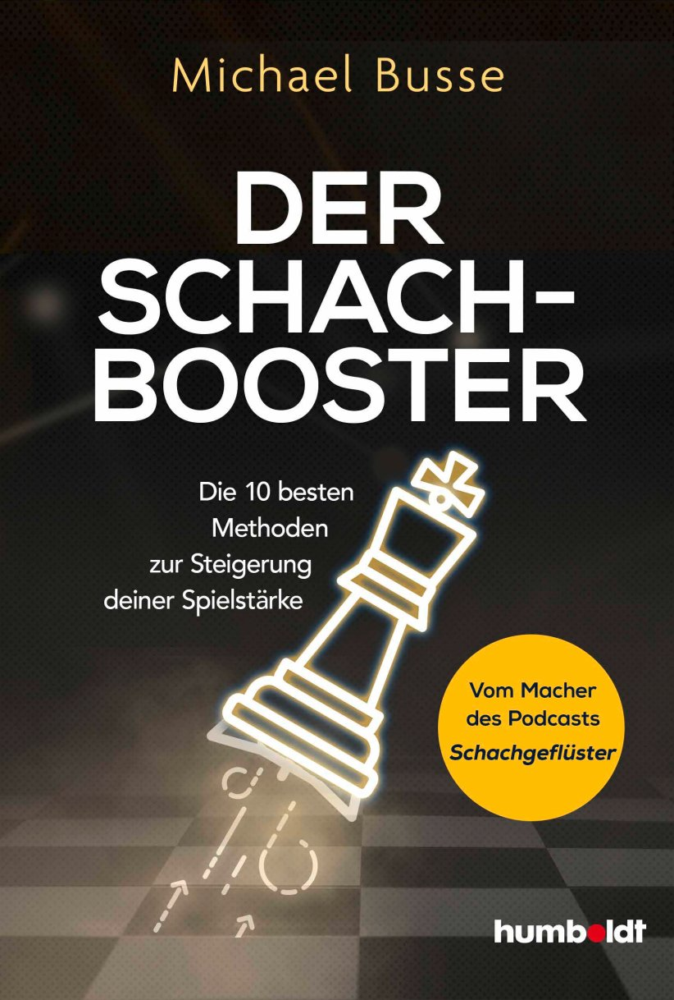 Michael Busse
DER
SCHACH-
BOOSTER
Die 10 besten
Methoden
zur Steigerung
deiner Spielstärke
Vom Macher
des Podcasts
Schachgeflüster
humboldt